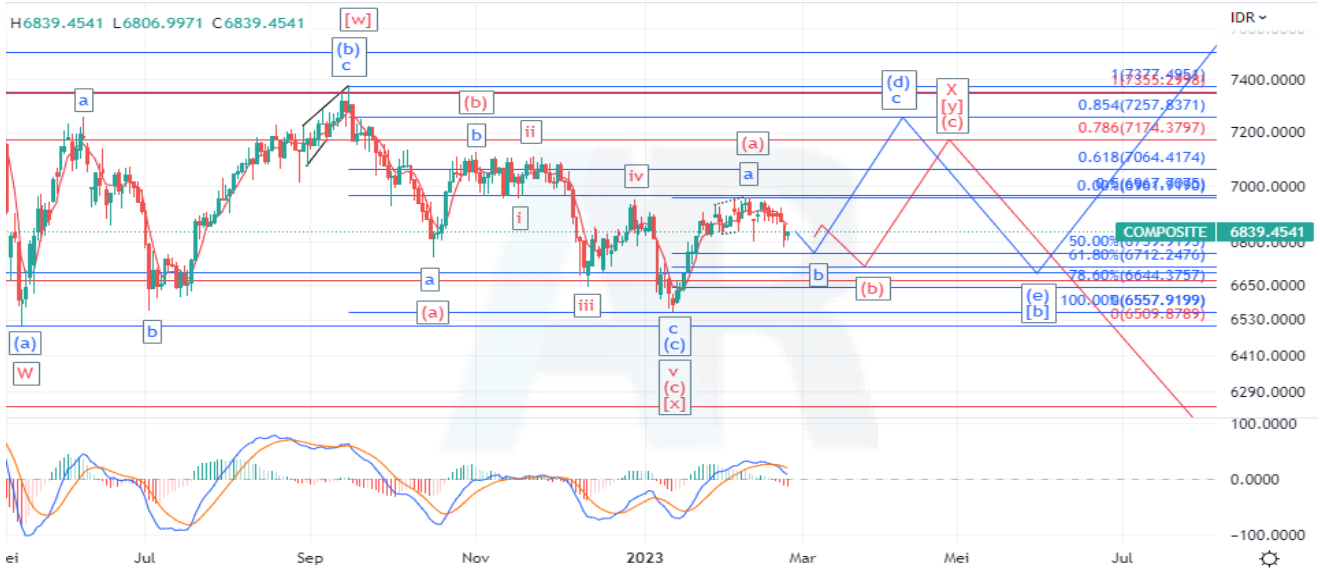 H6839.4541 L6806.9971 C6839.4541
IDR
[w]
(b)
c
a
(b)
b
ii
i
iv
(a)
a
(d)
c
X
[y]
(c)
a
(a)
iii
(a)
W
b
c
(c)
v
(c)
[x]
b
(b)
(e)
[b]
1(7377.4951)
1(7355.2998)
0.854(7257.8371)
0.786(7174.3797)
0.618(7064.4174)
50.00%
61.80%(6712.2476)
78.60%(6644.3757)
100.00%(6557.9199)
0(6509.8789)
7400.0000
7200.0000
7000.0000
COMPOSITE 6839.4541
6800.0000
6650.0000
6530.0000
6410.0000
6290.0000
100.0000
0.0000
−100.0000
ei Jul Sep Nov 2023 Mar Mei Jul
AR